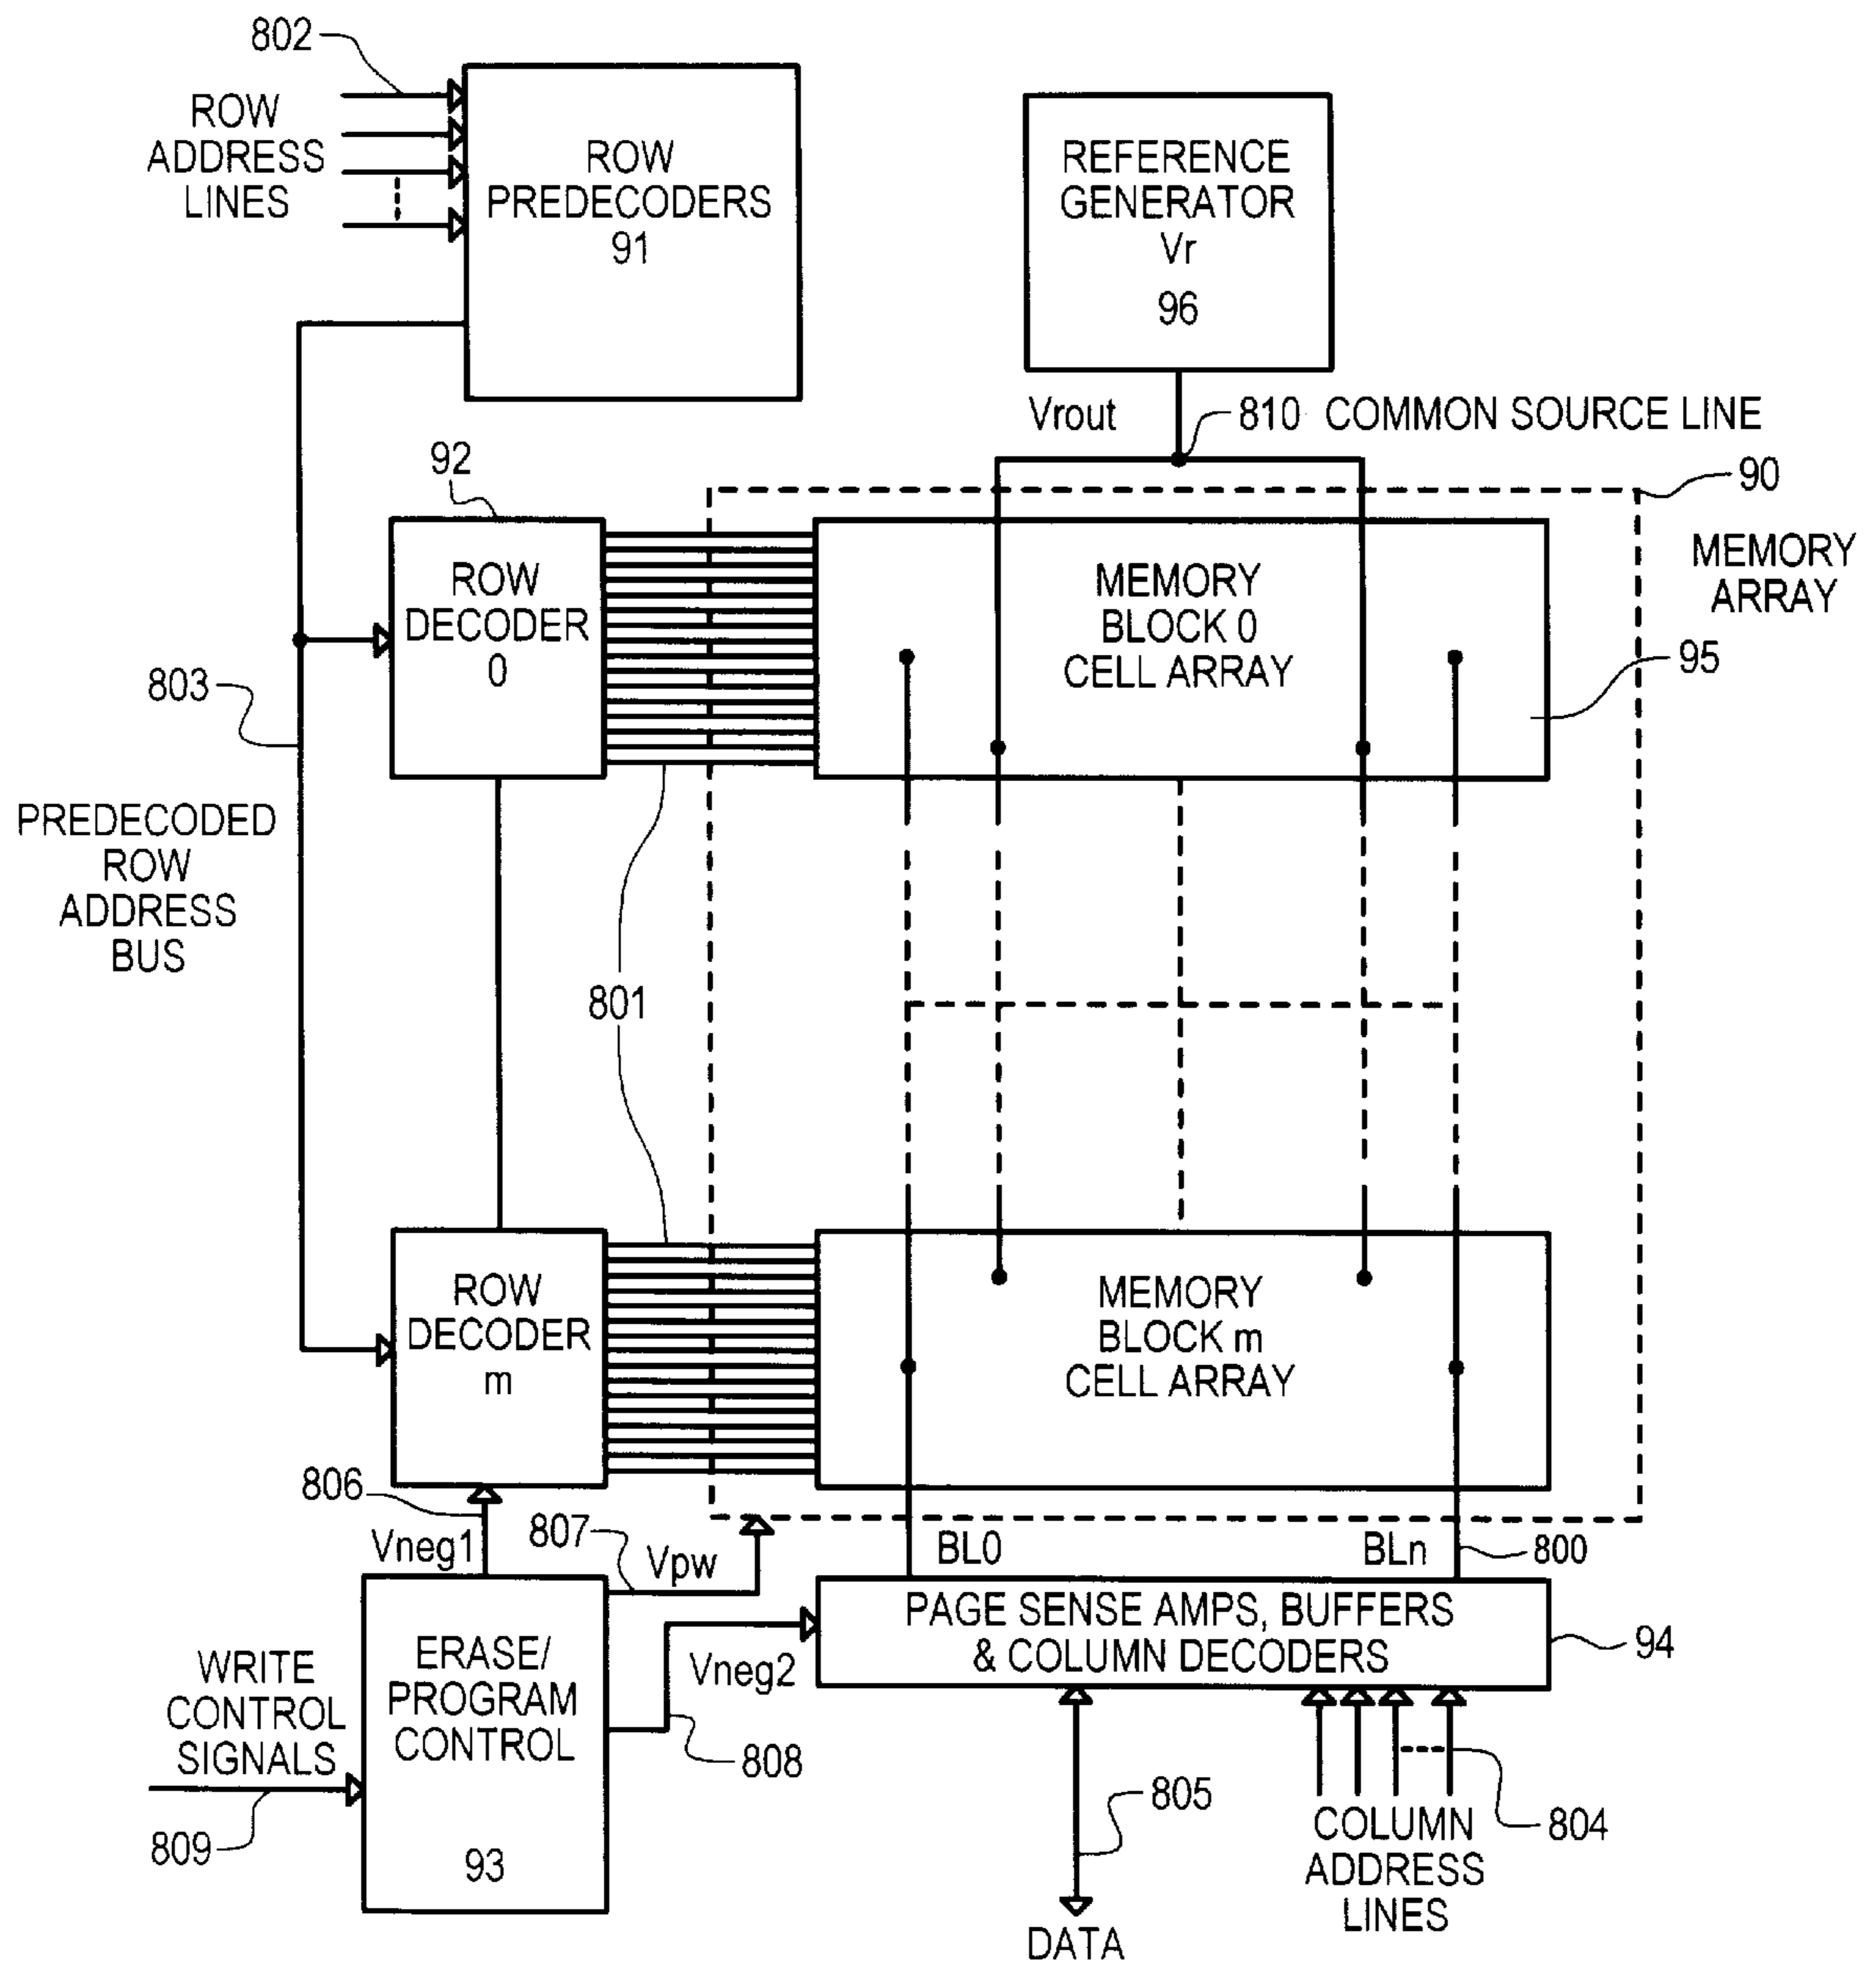 802
ROW
ADDRESS
LINES
ROW
PREDECODERS
91
REFERENCE
GENERATOR
Vr
96
Vrout
810 COMMON SOURCE LINE
92
90
MEMORY
ARRAY
ROW
DECODER
0
MEMORY
BLOCK 0
CELL ARRAY
95
803
PREDECODED
ROW
ADDRESS
BUS
801
ROW
DECODER
m
MEMORY
BLOCK m
CELL ARRAY
806
Vneg1
807
Vpw
BL0
BLn
800
PAGE SENSE AMPS, BUFFERS
& COLUMN DECODERS
94
ERASE/
PROGRAM
CONTROL
93
Vneg2
808
WRITE
CONTROL
SIGNALS
809
805
DATA
804
COLUMN
ADDRESS
LINES